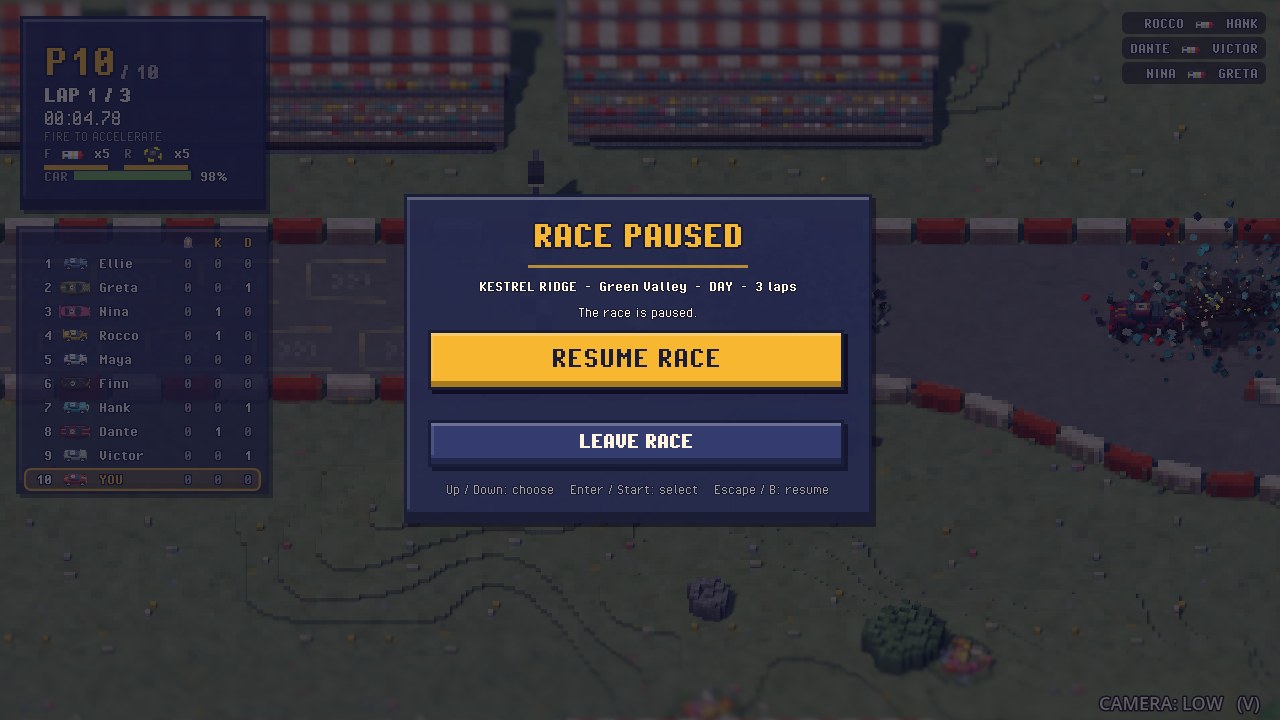 P10 / 10
LAP 1 / 3
00:04.78
FIRE TO ACCELERATE
F x5 R x5
CAR 98%
K D
1 Ellie 0 0 0
2 Greta 0 0 1
3 Nina 0 1 0
4 Rocco 0 1 0
5 Maya 0 0 0
6 Finn 0 0 0
7 Hank 0 0 1
8 Dante 0 1 0
9 Victor 0 0 1
10 YOU 0 0 0
ROCCO HANK
DANTE VICTOR
NINA GRETA
RACE PAUSED
KESTREL RIDGE - Green Valley - DAY - 3 laps
The race is paused.
RESUME RACE
LEAVE RACE
Up / Down: choose Enter / Start: select Escape / B: resume
CAMERA: LOW (V)